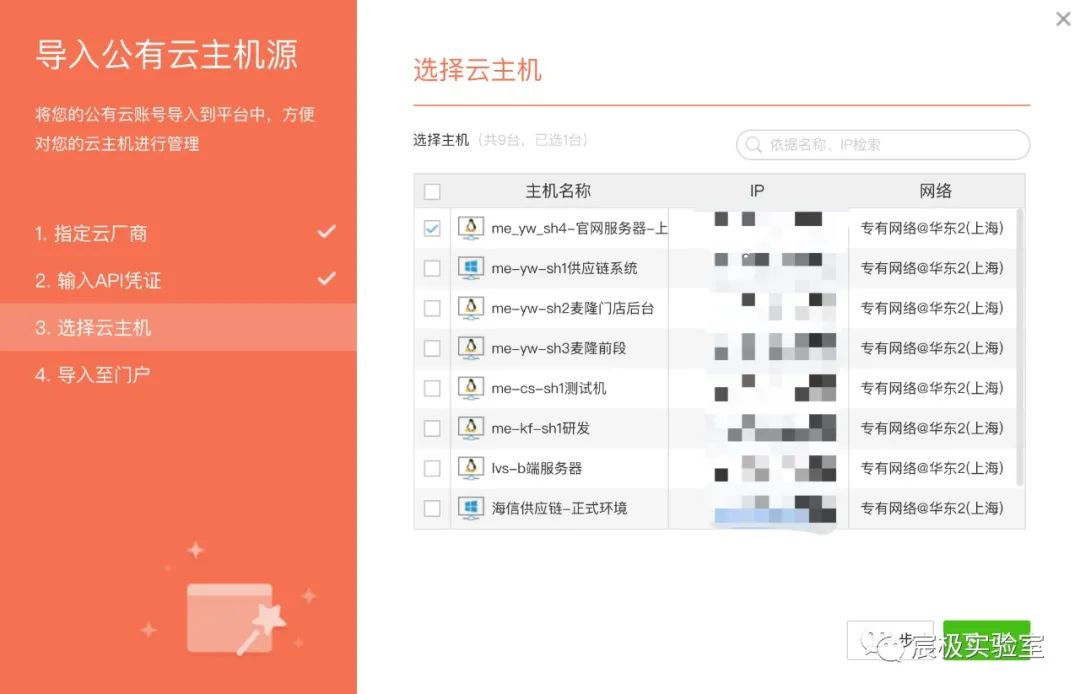 导入公有云主机源
将您的公有云账号导入到平台中，方便
对您的云主机进行管理
1. 指定云厂商
2. 输入API凭证
3. 选择云主机
4. 导入至门户
选择云主机
选择主机（共9台，已选1台）
依据名称、IP检索
主机名称 IP 网络
me_yw_sh4-官网服务器-上 专有网络@华东2(上海)
me-yw-sh1供应链系统 专有网络@华东2(上海)
me-yw-sh2麦隆门店后台 专有网络@华东2(上海)
me-yw-sh3麦隆前段 专有网络@华东2(上海)
me-cs-sh1测试机 专有网络@华东2(上海)
me-kf-sh1研发 专有网络@华东2(上海)
lvs-b端服务器 专有网络@华东2(上海)
海信供应链-正式环境 专有网络@华东2(上海)
步
宸极实验室